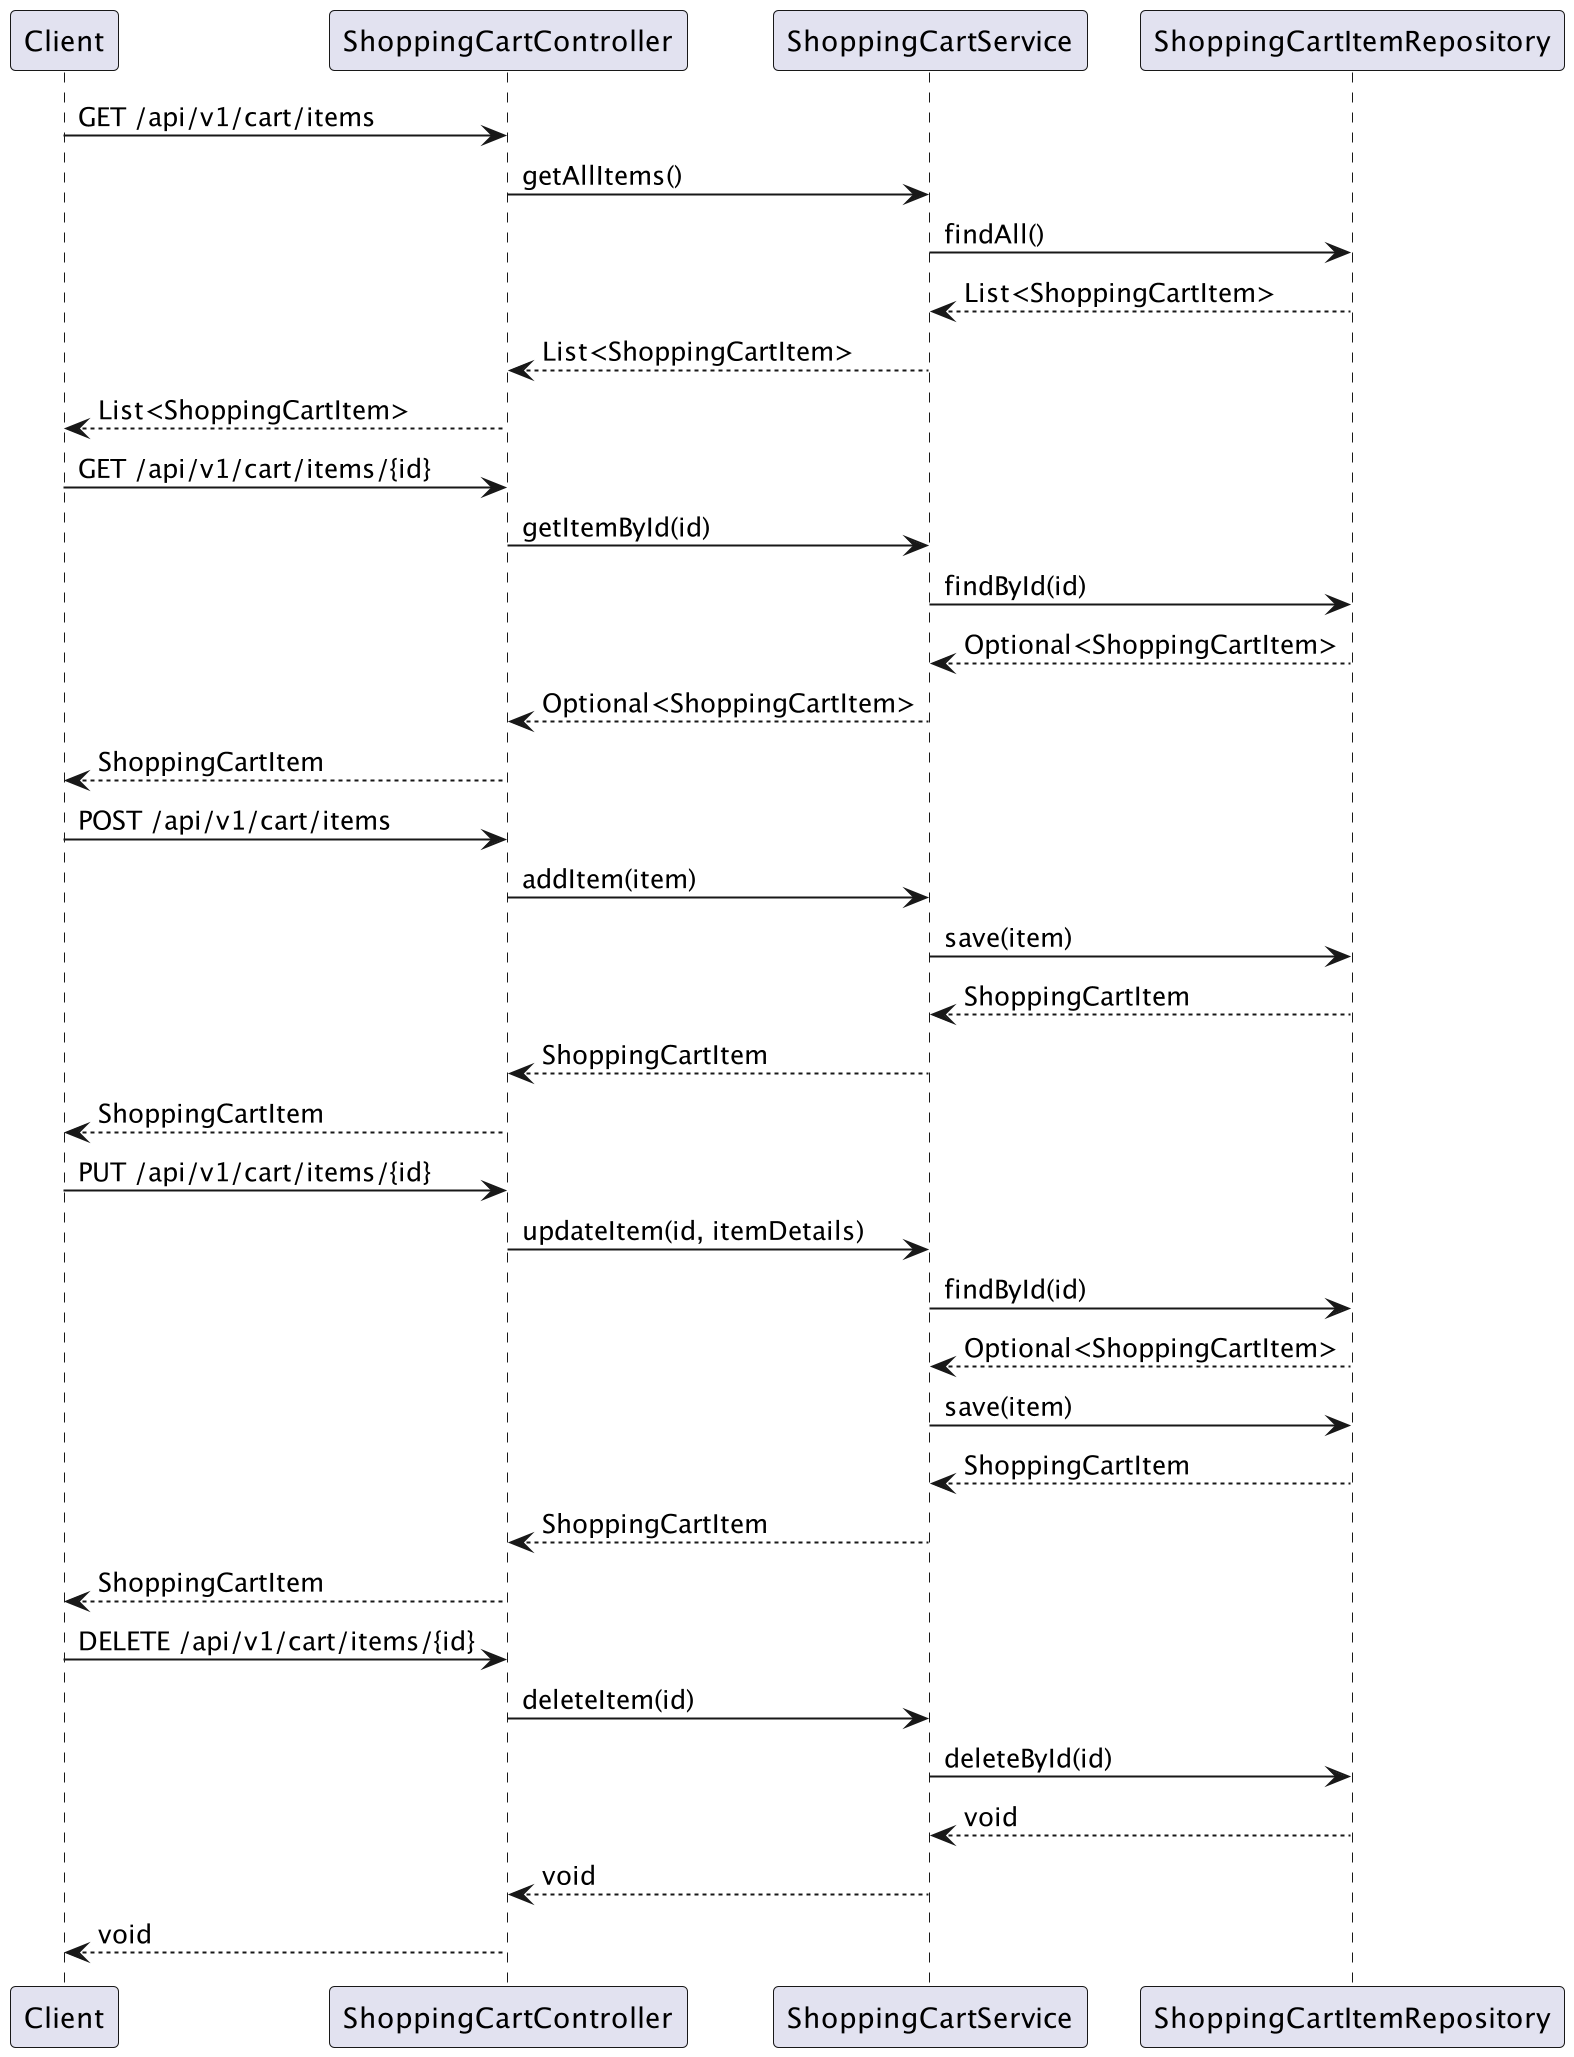 Client
ShoppingCartController
ShoppingCartService
ShoppingCartItemRepository
GET /api/v1/cart/items
getAllItems()
findAll()
List<ShoppingCartItem>
List<ShoppingCartItem>
List<ShoppingCartItem>
GET /api/v1/cart/items/{id}
getItemById(id)
findById(id)
Optional<ShoppingCartItem>
Optional<ShoppingCartItem>
ShoppingCartItem
POST /api/v1/cart/items
addItem(item)
save(item)
ShoppingCartItem
ShoppingCartItem
ShoppingCartItem
PUT /api/v1/cart/items/{id}
updateItem(id, itemDetails)
findById(id)
Optional<ShoppingCartItem>
save(item)
ShoppingCartItem
ShoppingCartItem
ShoppingCartItem
DELETE /api/v1/cart/items/{id}
deleteItem(id)
deleteById(id)
void
void
void
Client
ShoppingCartController
ShoppingCartService
ShoppingCartItemRepository